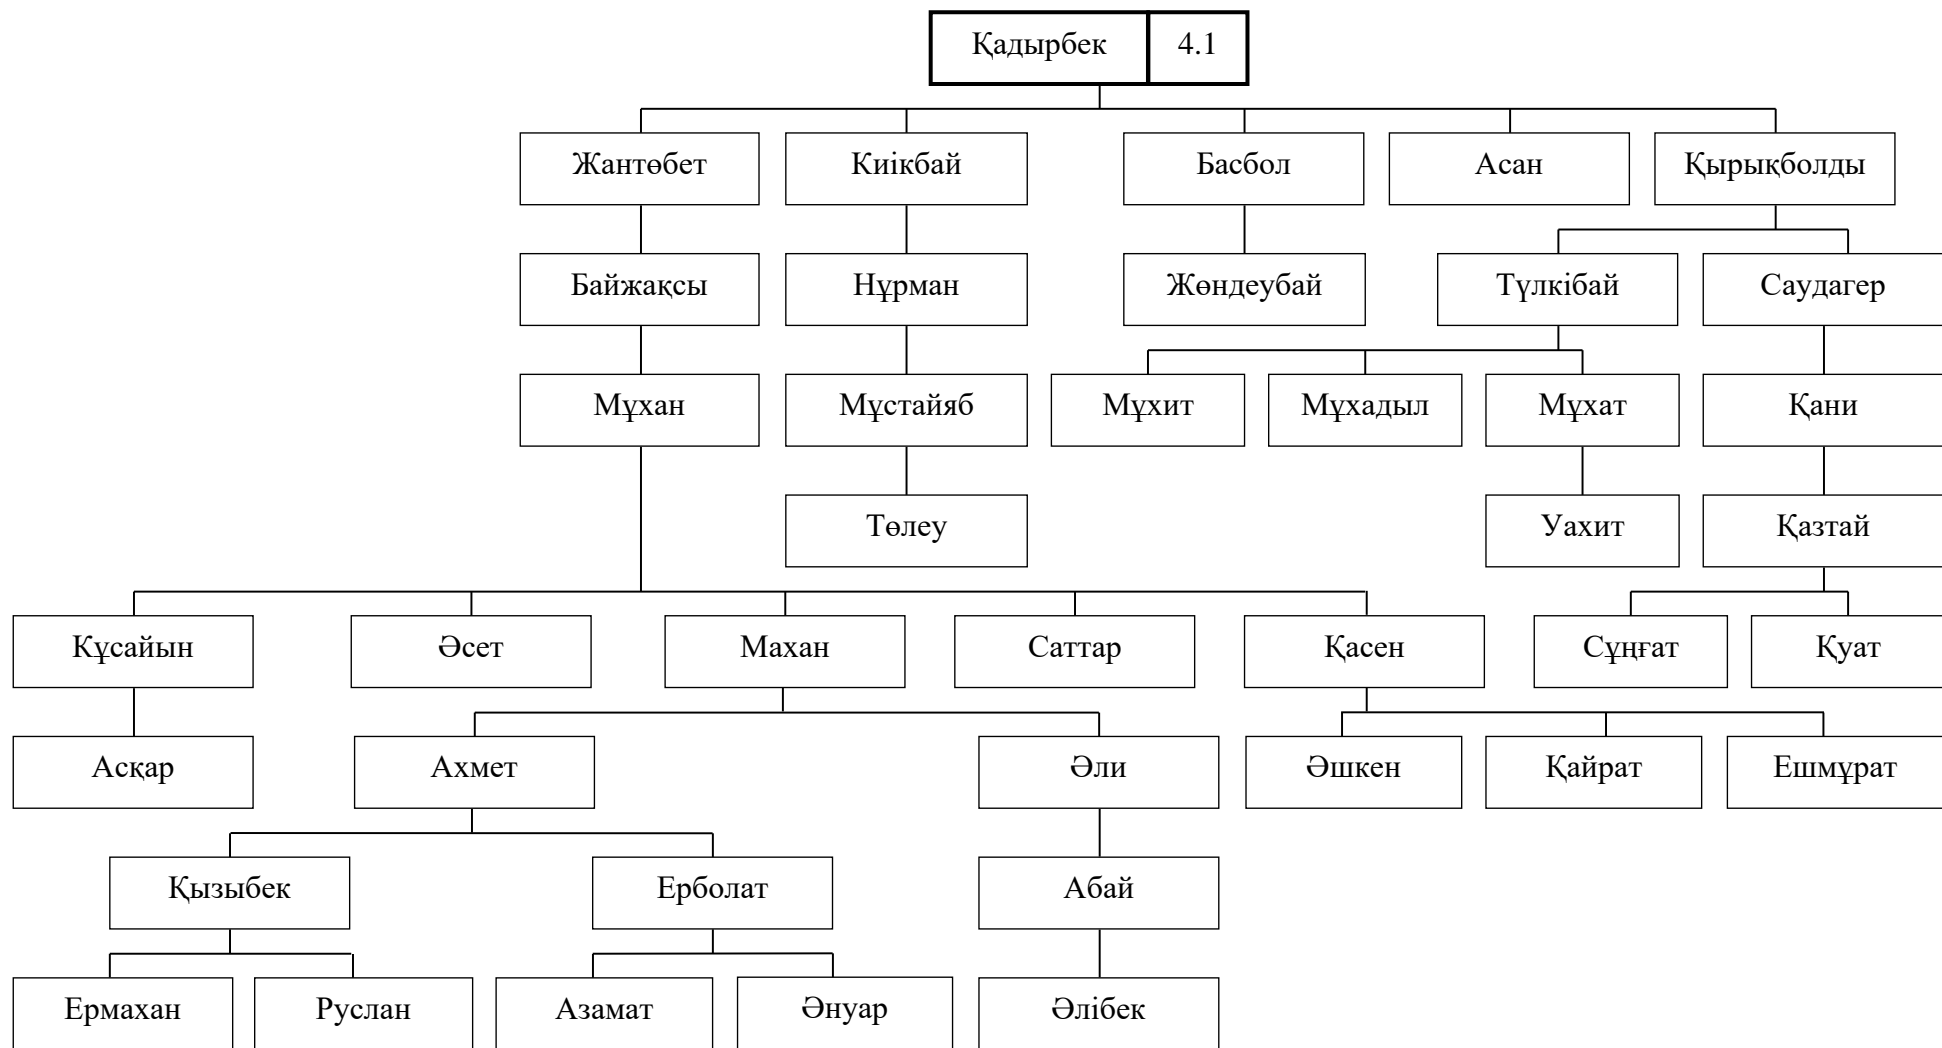 Қадырбек 4.1
Жантөбет Киікбай Басбол Асан Қырықболды
Байжақсы Нұрман Жөндеубай Түлкібай Саудагер
Мұхан Мұстайяб Мұхит Мұхадыл Мұхат Қани
Төлеу Уахит Қазтай
Құсайын Әсет Махан Саттар Қасен Сұңғат Қуат
Асқар Ахмет Әли Әшкен Қайрат Ешмұрат
Қызыбек Ерболат Абай
Ермахан Руслан Азамат Әнуар Әлібек